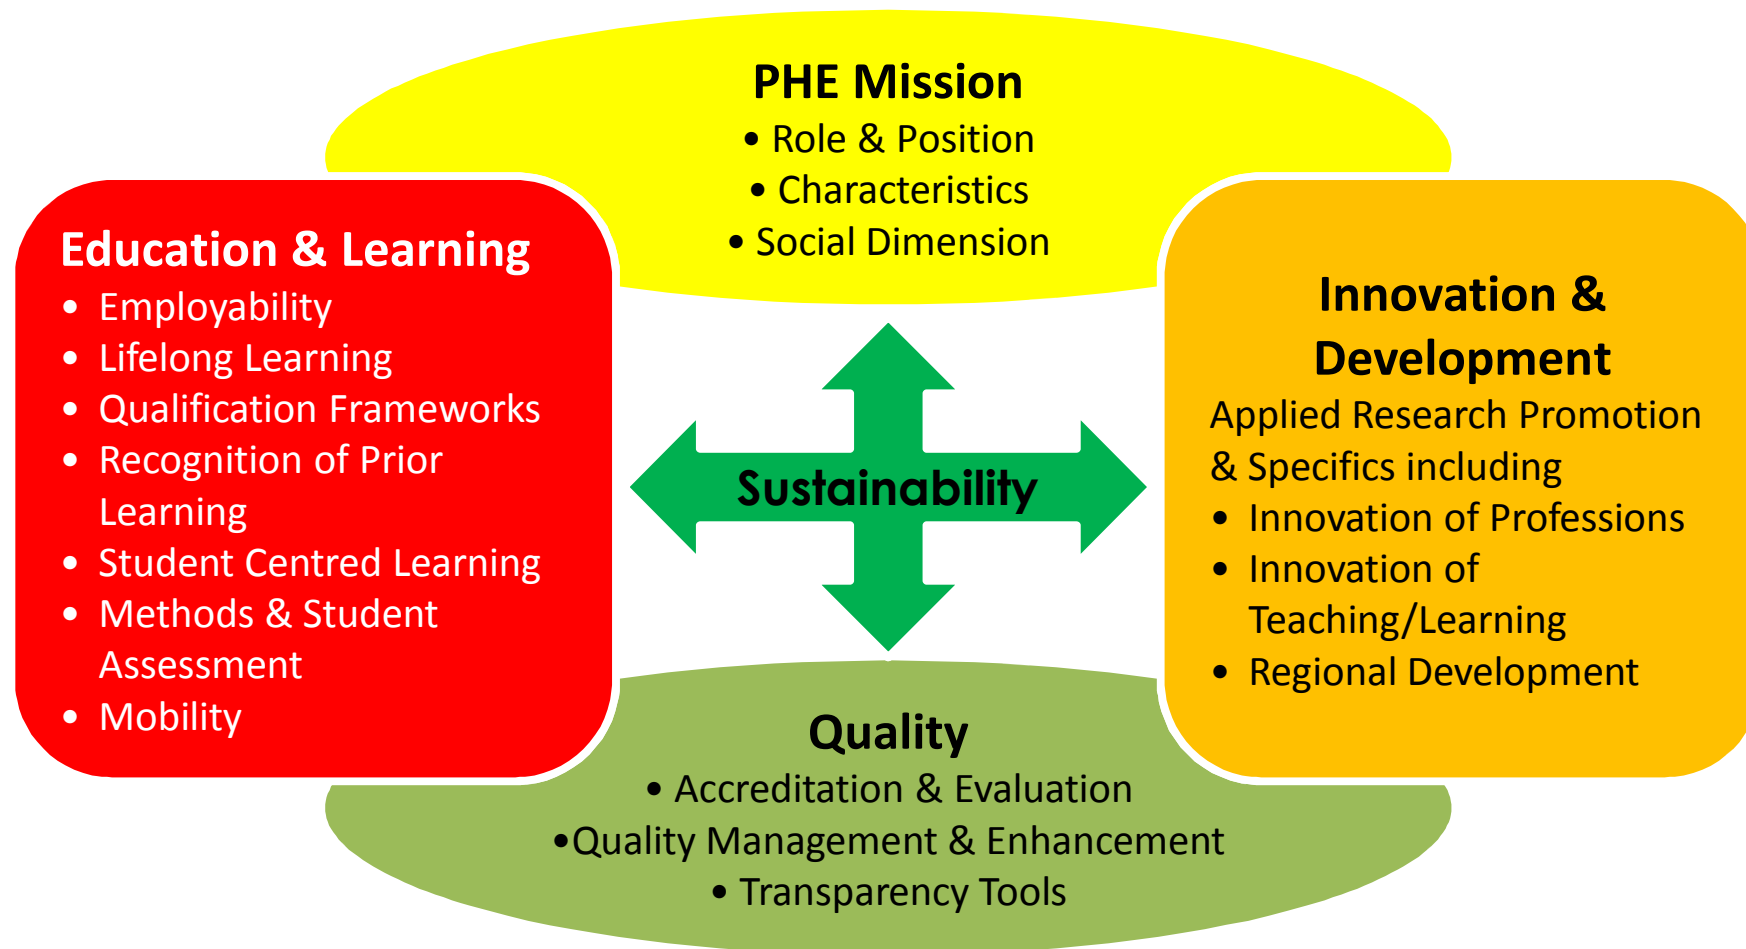 PHE Mission
• Role & Position
• Characteristics
• Social Dimension
Education & Learning
• Employability
• Lifelong Learning
• Qualification Frameworks
• Recognition of Prior
Learning
• Student Centred Learning
• Methods & Student
Assessment
• Mobility
Sustainability
Innovation &
Development
Applied Research Promotion
& Specifics including
• Innovation of Professions
• Innovation of
Teaching/Learning
• Regional Development
Quality
• Accreditation & Evaluation
•Quality Management & Enhancement
• Transparency Tools